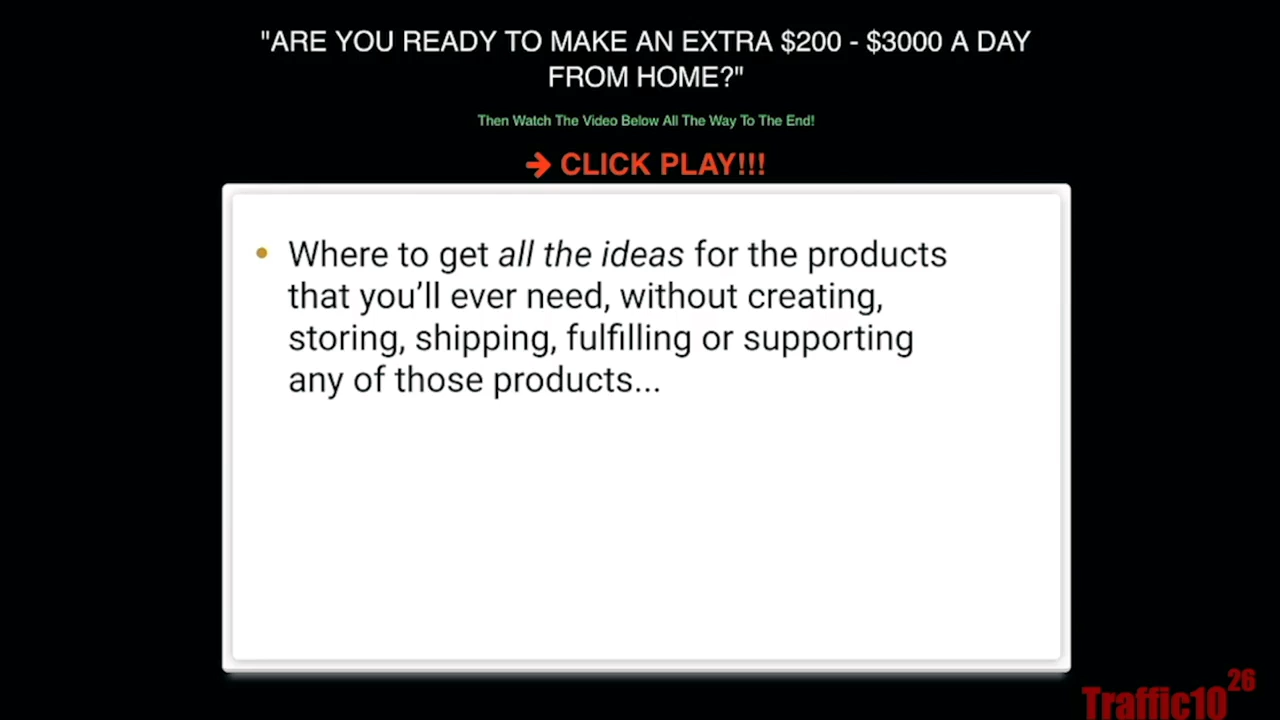 "ARE YOU READY TO MAKE AN EXTRA $200 - $3000 A DAY
FROM HOME?"
Then Watch The Video Below All The Way To The End!
→ CLICK PLAY!!!
• Where to get all the ideas for the products
that you’ll ever need, without creating,
storing, shipping, fulfilling or supporting
any of those products...
Traffic10²⁶